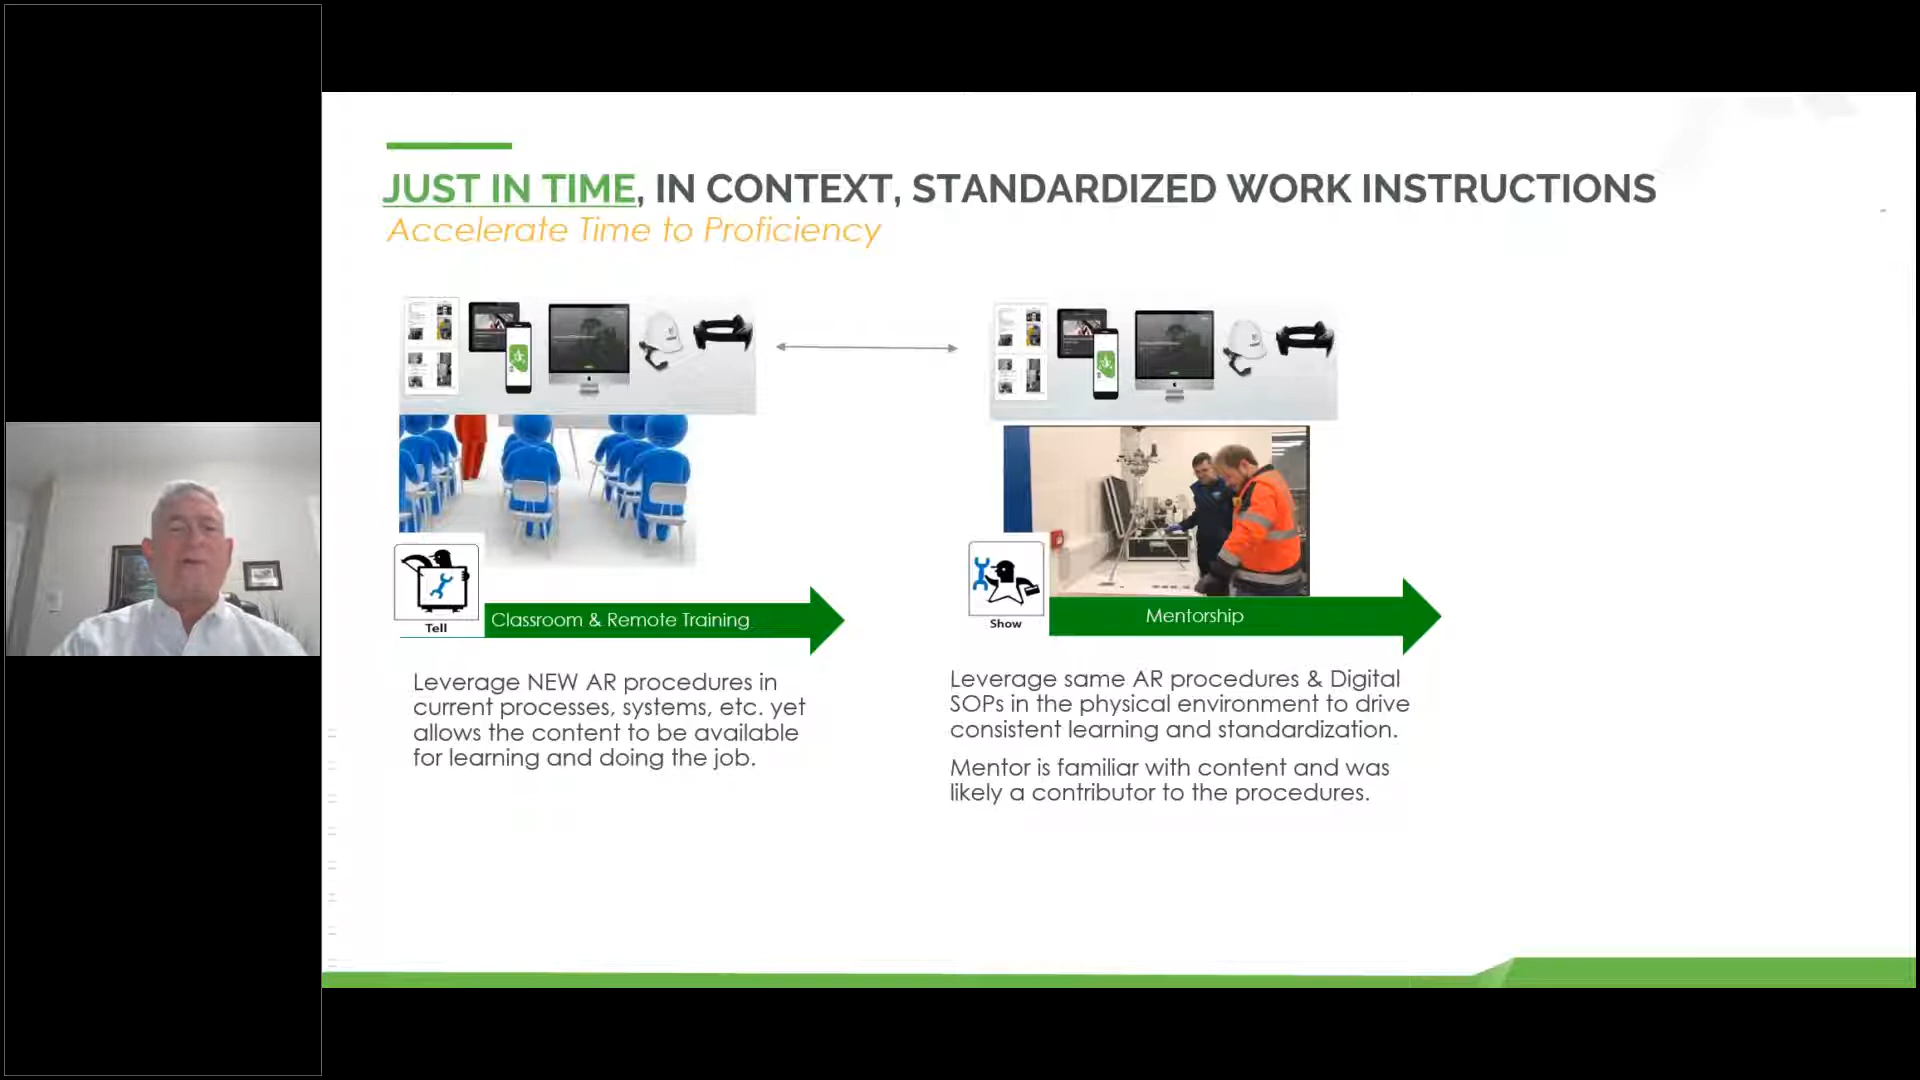 JUST IN TIME, IN CONTEXT, STANDARDIZED WORK INSTRUCTIONS
Accelerate Time to Proficiency
Tell
Classroom & Remote Training
Leverage NEW AR procedures in
current processes, systems, etc. yet
allows the content to be available
for learning and doing the job.
Show
Mentorship
Leverage same AR procedures & Digital
SOPs in the physical environment to drive
consistent learning and standardization.
Mentor is familiar with content and was
likely a contributor to the procedures.